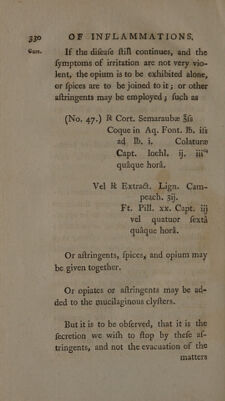 330 OF INFLAMMATIONS.
Cure.
If the diſeaſe ſtill continues, and the
ſymptoms of irritation are not very vio-
lent, the opium is to be exhibited alone,
or ſpices are to be joined to it; or other
aſtringents may be employed, ſuch as
(No. 47.) ℞ Cort. Semaraubæ ʒſs
Coque in Aq. Font. lb. iſs
ad lb. i. Colaturæ
Capt. lochl. ij. iii
quâque horâ.
Vel ℞ Extract. Lign. Cam-
peach. ʒij.
Ft. Pill. xx. Capt. iij
vel quatuor ſextâ
quâque horâ.
Or aſtringents, ſpices, and opium may
be given together.
Or opiates or aſtringents may be ad-
ded to the mucilaginous clyſters.
But it is to be obſerved, that it is the
ſecretion we wiſh to ſtop by theſe aſ-
tringents, and not the evacuation of the
matters